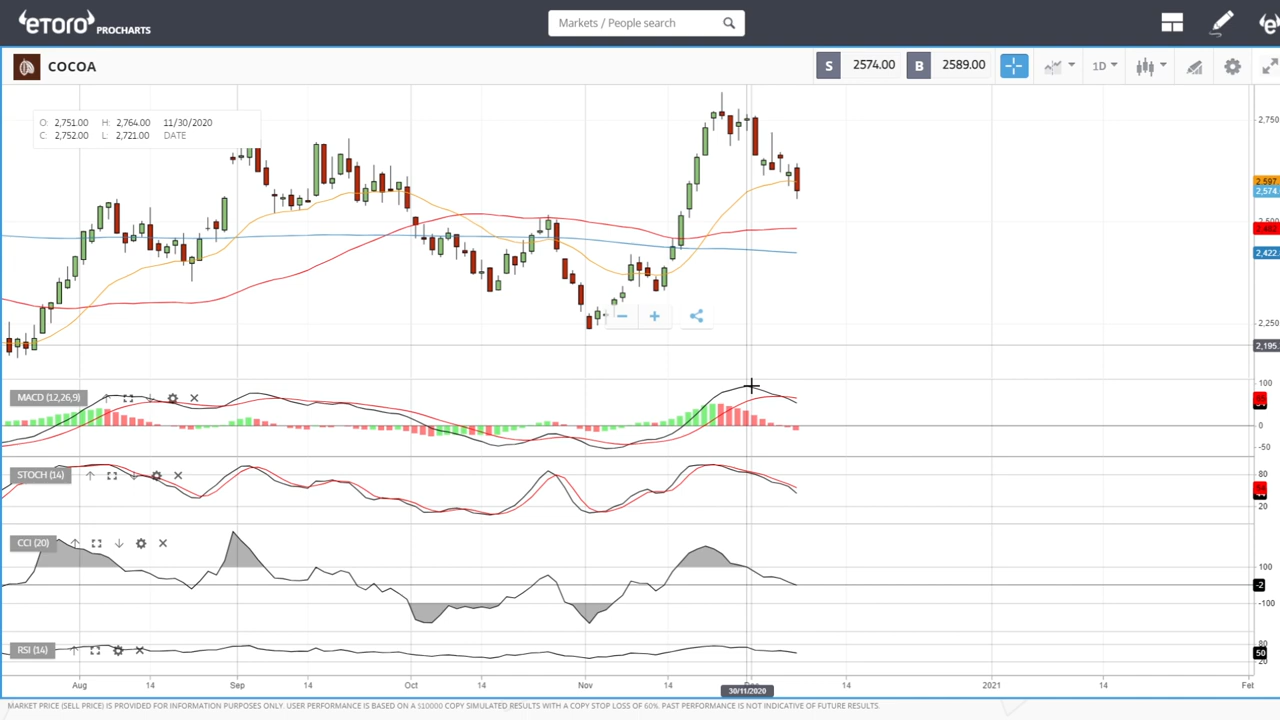 eToro PROCHARTS
Markets / People search
COCOA
S 2574.00 B 2589.00
1D
O: 2,751.00 H: 2,764.00 11/30/2020
C: 2,752.00 L: 2,721.00 DATE
2,750
2,597
2,574
2,422
2,250
2,195
MACD (12,26,9)
100
0
-50
STOCH (14)
80
20
CCI (20)
100
-2
-100
RSI (14)
80
50
20
Aug 14 Sep 14 Oct 14 Nov 14 14 2021 14 Feb
30/11/2020
MARKET PRICE (SELL PRICE) IS PROVIDED FOR INFORMATION PURPOSES ONLY. USER PERFORMANCE IS BASED ON A $10000 COPY SIMULATED RESULTS WITH A COPY STOP LOSS OF 60%. PAST PERFORMANCE IS NOT INDICATIVE OF FUTURE RESULTS.